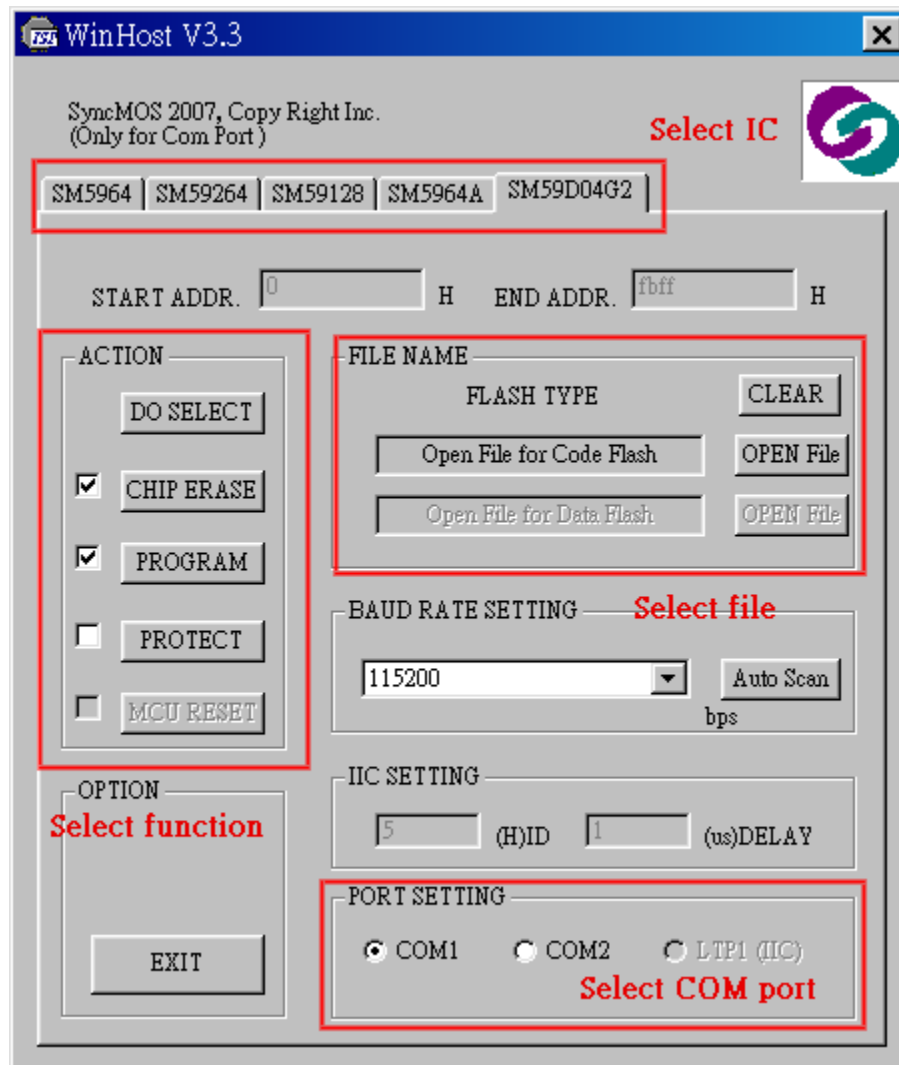 WinHost V3.3
SyncMOS 2007, Copy Right Inc.
(Only for Com Port )
Select IC
SM5964 SM59264 SM59128 SM5964A SM59D04G2
START ADDR. 0 H END ADDR. fbff H
ACTION
DO SELECT
CHIP ERASE
PROGRAM
PROTECT
MCU RESET
FILE NAME
FLASH TYPE CLEAR
Open File for Code Flash OPEN File
Open File for Data Flash OPEN File
Select file
BAUD RATE SETTING
115200 Auto Scan
bps
OPTION
Select function
EXIT
IIC SETTING
5 (H)ID 1 (us)DELAY
PORT SETTING
COM1 COM2 LTP1 (IIC)
Select COM port